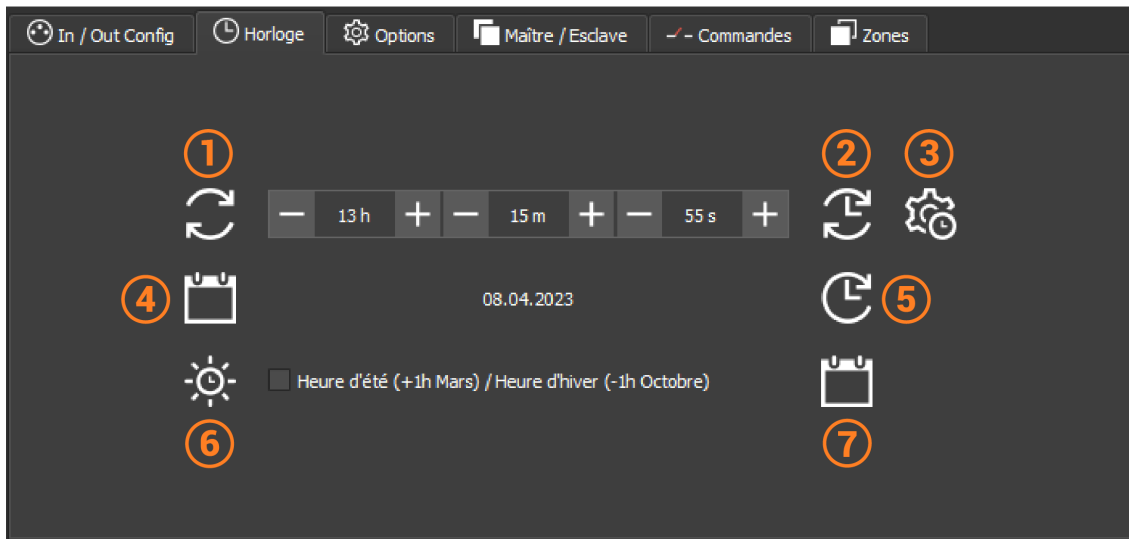 In / Out Config Horloge Options Maître / Esclave Commandes Zones
1 2 3
13 h 15 m 55 s
4 08.04.2023 5
Heure d'été (+1h Mars) / Heure d'hiver (-1h Octobre)
6 7